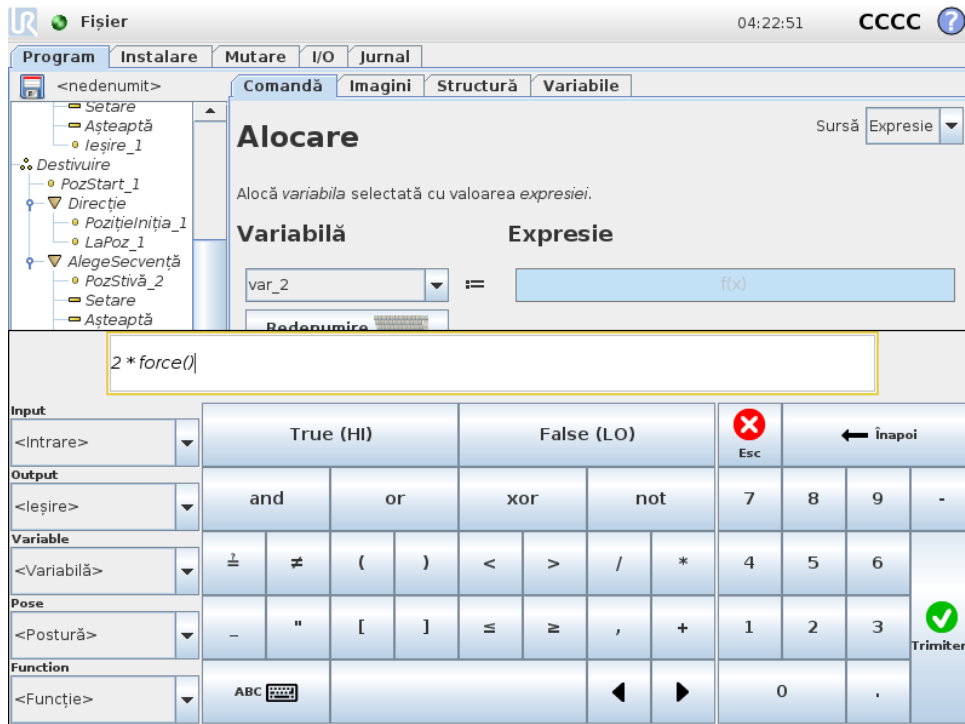 UR Fișier 04:22:51 CCCC ?
Program Instalare Mutare I/O Jurnal
<nedenumit> Comandă Imagini Structură Variabile
Setare
Așteaptă
Ieșire_1
Destivuire
PozStart_1
Direcție
PozițieIniția_1
LaPoz_1
AlegeSecvență
PozStivă_2
Setare
Așteaptă
Alocare
Sursă Expresie
Alocă variabila selectată cu valoarea expresiei.
Variabilă Expresie
var_2 := f(x)
Redenumire
2 * force()
Input
<Intrare>
Output
<Ieșire>
Variable
<Variabilă>
Pose
<Postură>
Function
<Funcție>
True (HI) False (LO) Esc Înapoi
and or xor not 7 8 9 -
≟ ≠ ( ) < > / * 4 5 6
_ " [ ] ≤ ≥ , + 1 2 3 Trimiter
ABC 0 .